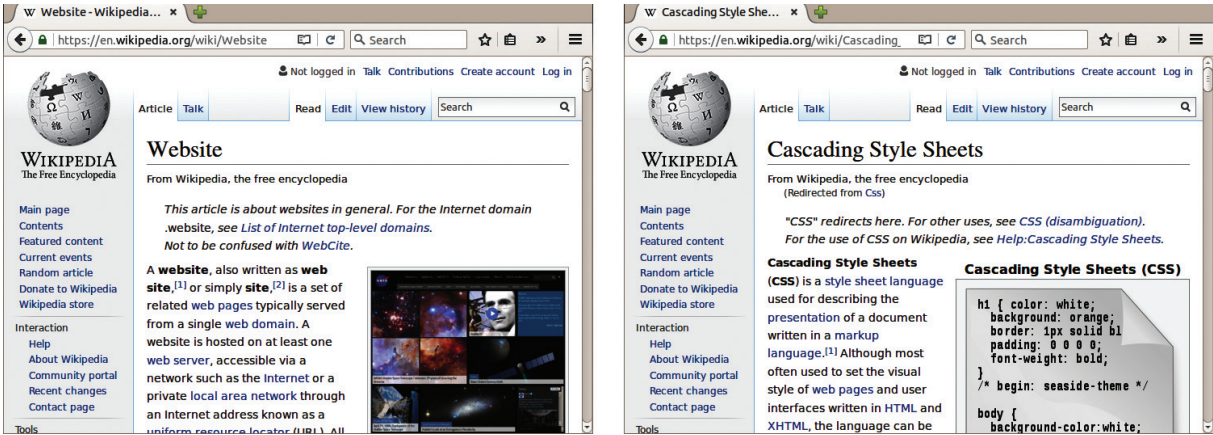 W Website - Wikipedia... ×
https://en.wikipedia.org/wiki/Website
Search
Not logged in Talk Contributions Create account Log in
Article Talk Read Edit View history Search
WIKIPEDIA
The Free Encyclopedia
Main page
Contents
Featured content
Current events
Random article
Donate to Wikipedia
Wikipedia store
Interaction
Help
About Wikipedia
Community portal
Recent changes
Contact page
Tools
Website
From Wikipedia, the free encyclopedia
This article is about websites in general. For the Internet domain
.website, see List of Internet top-level domains.
Not to be confused with WebCite.
A website, also written as web
site,[1] or simply site,[2] is a set of
related web pages typically served
from a single web domain. A
website is hosted on at least one
web server, accessible via a
network such as the Internet or a
private local area network through
an Internet address known as a
uniform resource locator (URL). All
W Cascading Style She... ×
https://en.wikipedia.org/wiki/Cascading_
Search
Not logged in Talk Contributions Create account Log in
Article Talk Read Edit View history Search
WIKIPEDIA
The Free Encyclopedia
Main page
Contents
Featured content
Current events
Random article
Donate to Wikipedia
Wikipedia store
Interaction
Help
About Wikipedia
Community portal
Recent changes
Contact page
Tools
Cascading Style Sheets
From Wikipedia, the free encyclopedia
(Redirected from Css)
"CSS" redirects here. For other uses, see CSS (disambiguation).
For the use of CSS on Wikipedia, see Help:Cascading Style Sheets.
Cascading Style Sheets
(CSS) is a style sheet language
used for describing the
presentation of a document
written in a markup
language.[1] Although most
often used to set the visual
style of web pages and user
interfaces written in HTML and
XHTML, the language can be
Cascading Style Sheets (CSS)
h1 { color: white;
background: orange;
border: 1px solid bl
padding: 0 0 0 0;
font-weight: bold;
}
/* begin: seaside-theme */
body {
background-color:white;